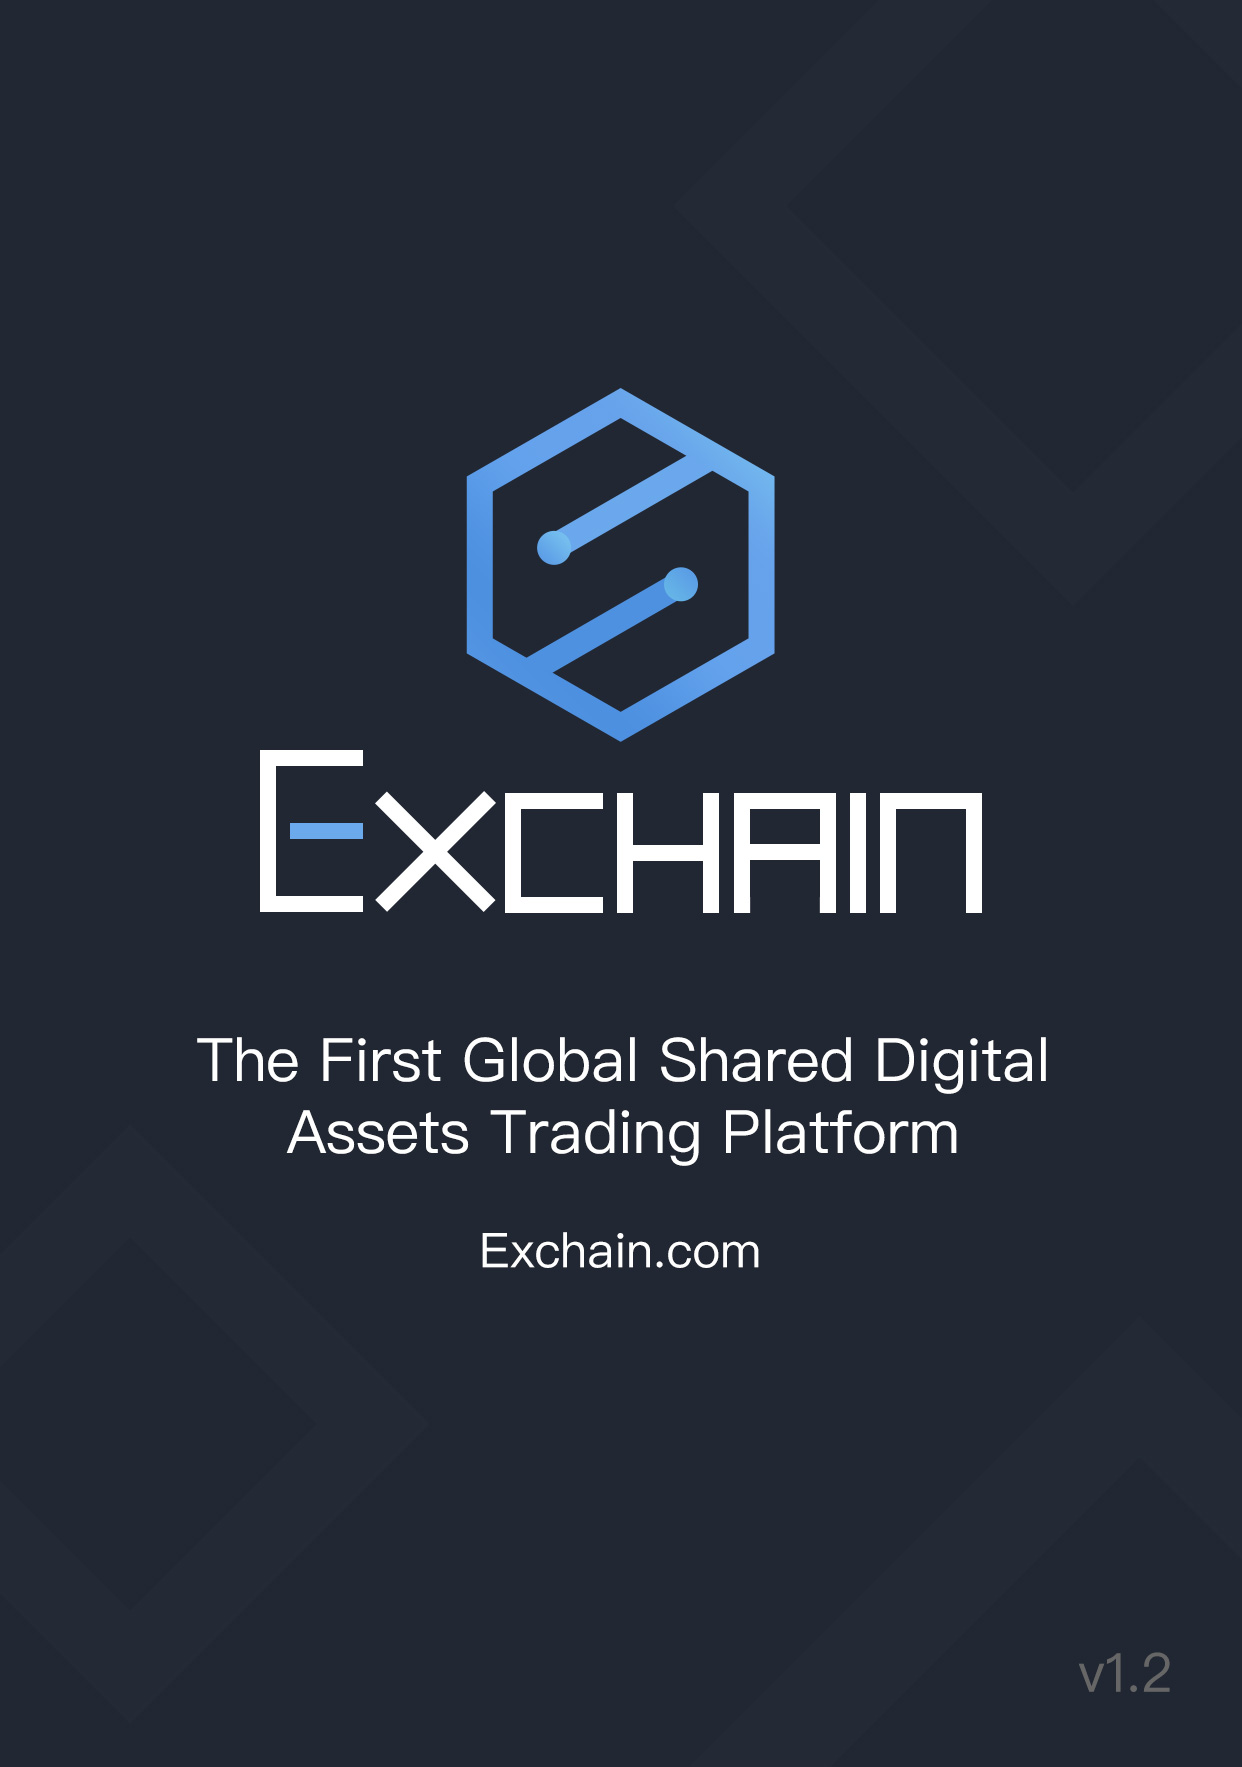 Exchain
The First Global Shared Digital
Assets Trading Platform
Exchain.com
v1.2